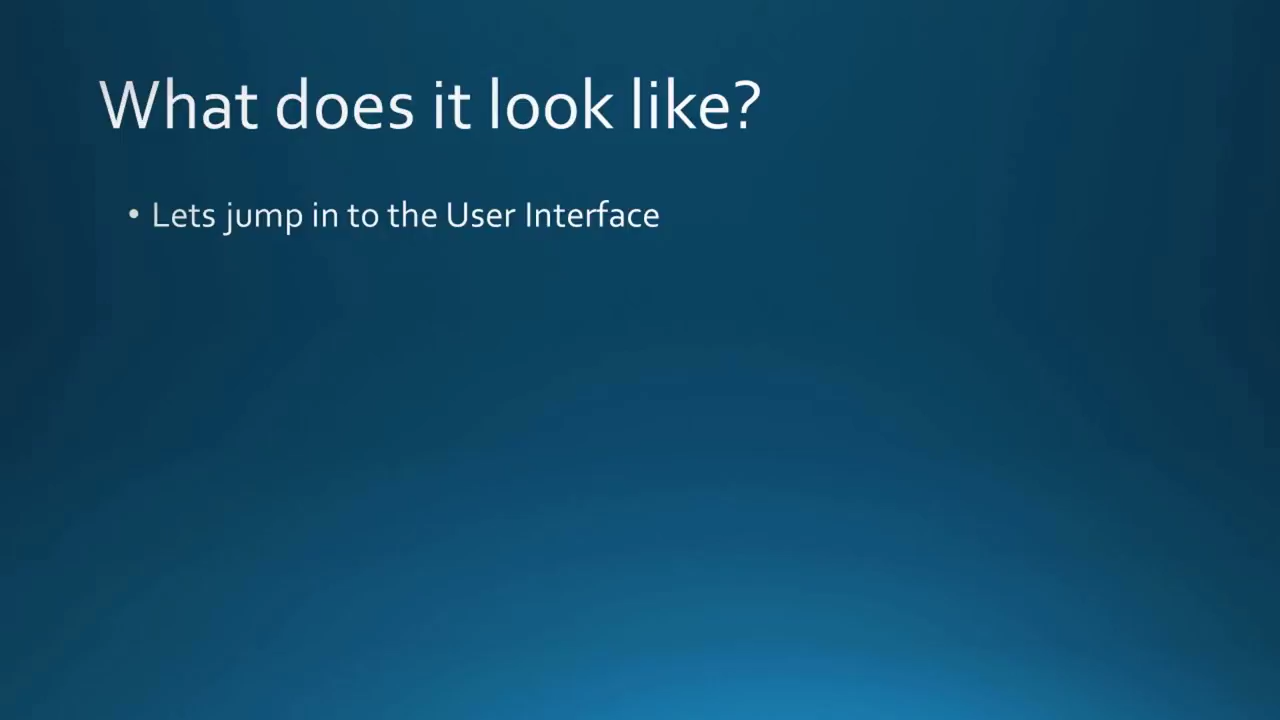 What does it look like?
• Lets jump in to the User Interface